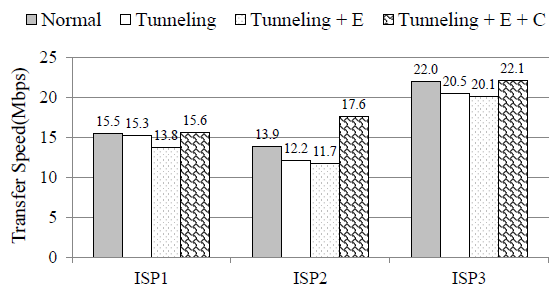 Normal Tunneling Tunneling + E Tunneling + E + C
Transfer Speed(Mbps)
25
20
15
10
5
0
15.5 15.3 13.8 15.6
13.9 12.2 11.7 17.6
22.0 20.5 20.1 22.1
ISP1 ISP2 ISP3